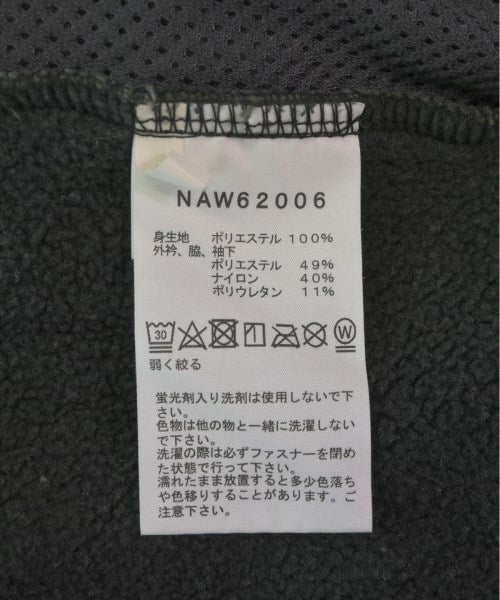 NAW62006
身生地 ポリエステル 100%
外衿、脇、袖下
ポリエステル 49%
ナイロン 40%
ポリウレタン 11%
30 W
弱く絞る
蛍光剤入り洗剤は使用しないで下
さい。
色物は他の物と一緒に洗濯しない
で下さい。
洗濯の際は必ずファスナーを閉め
た状態で行って下さい。
濡れたまま放置すると多少色落ち
や色移りすることがあります。ご
注意下さい。